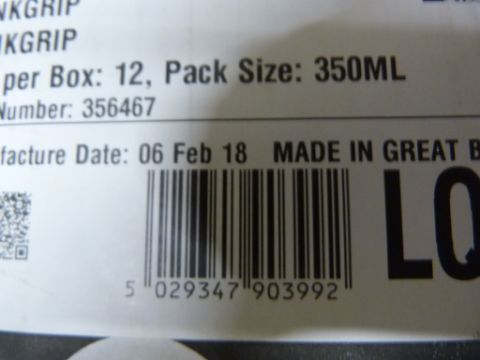 NKGRIP
NKGRIP
per Box: 12, Pack Size: 350ML
Number: 356467
facture Date: 06 Feb 18 MADE IN GREAT B
LQ
5 029347 903992